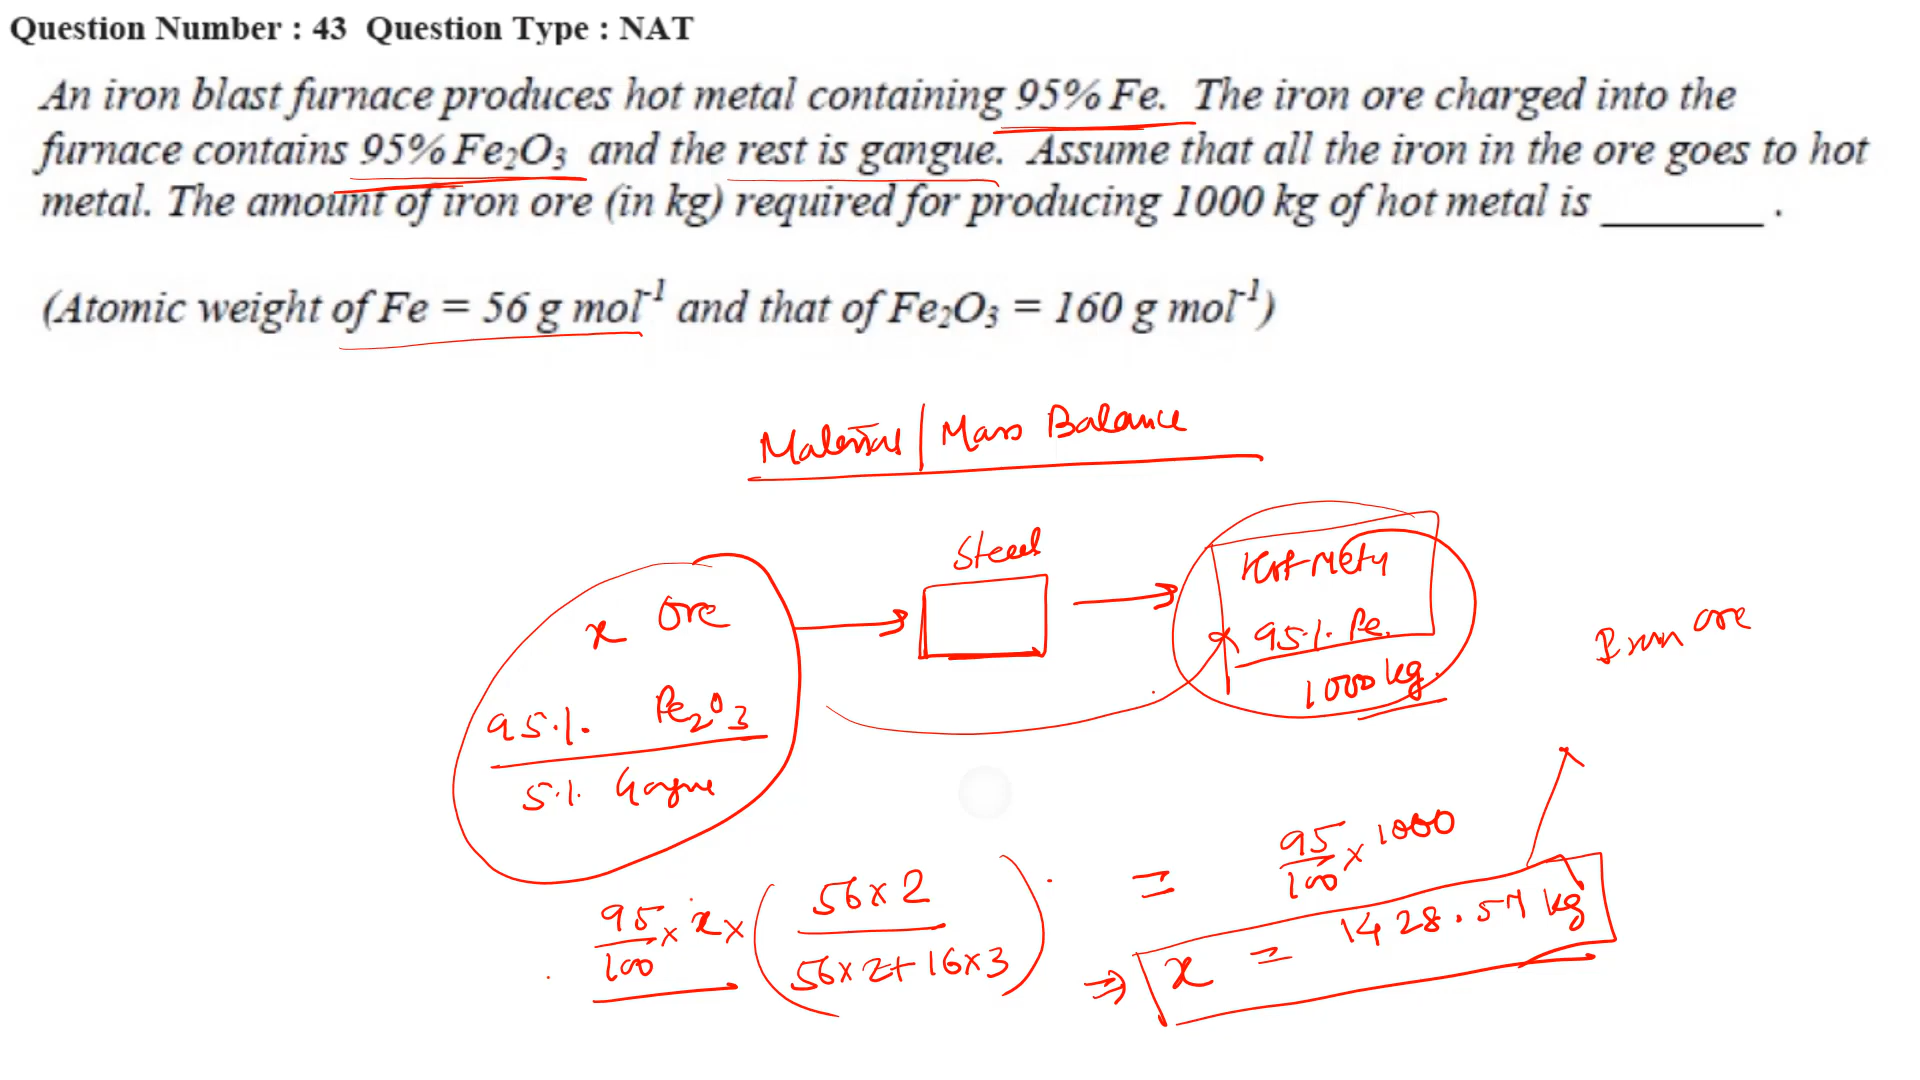 Question Number : 43 Question Type : NAT
An iron blast furnace produces hot metal containing 95% Fe. The iron ore charged into the
furnace contains 95% Fe₂O₃ and the rest is gangue. Assume that all the iron in the ore goes to hot
metal. The amount of iron ore (in kg) required for producing 1000 kg of hot metal is ________ .
(Atomic weight of Fe = 56 g mol⁻¹ and that of Fe₂O₃ = 160 g mol⁻¹)
Material | Mass Balance
x ore
95%. Fe₂O₃
5%.
Steel
95%. Fe.
1000 kg.
Iron ore
95/100 × x × (56×2 / 56×2+16×3) = 95/100 × 1000
⇒ x = 1428.57 kg